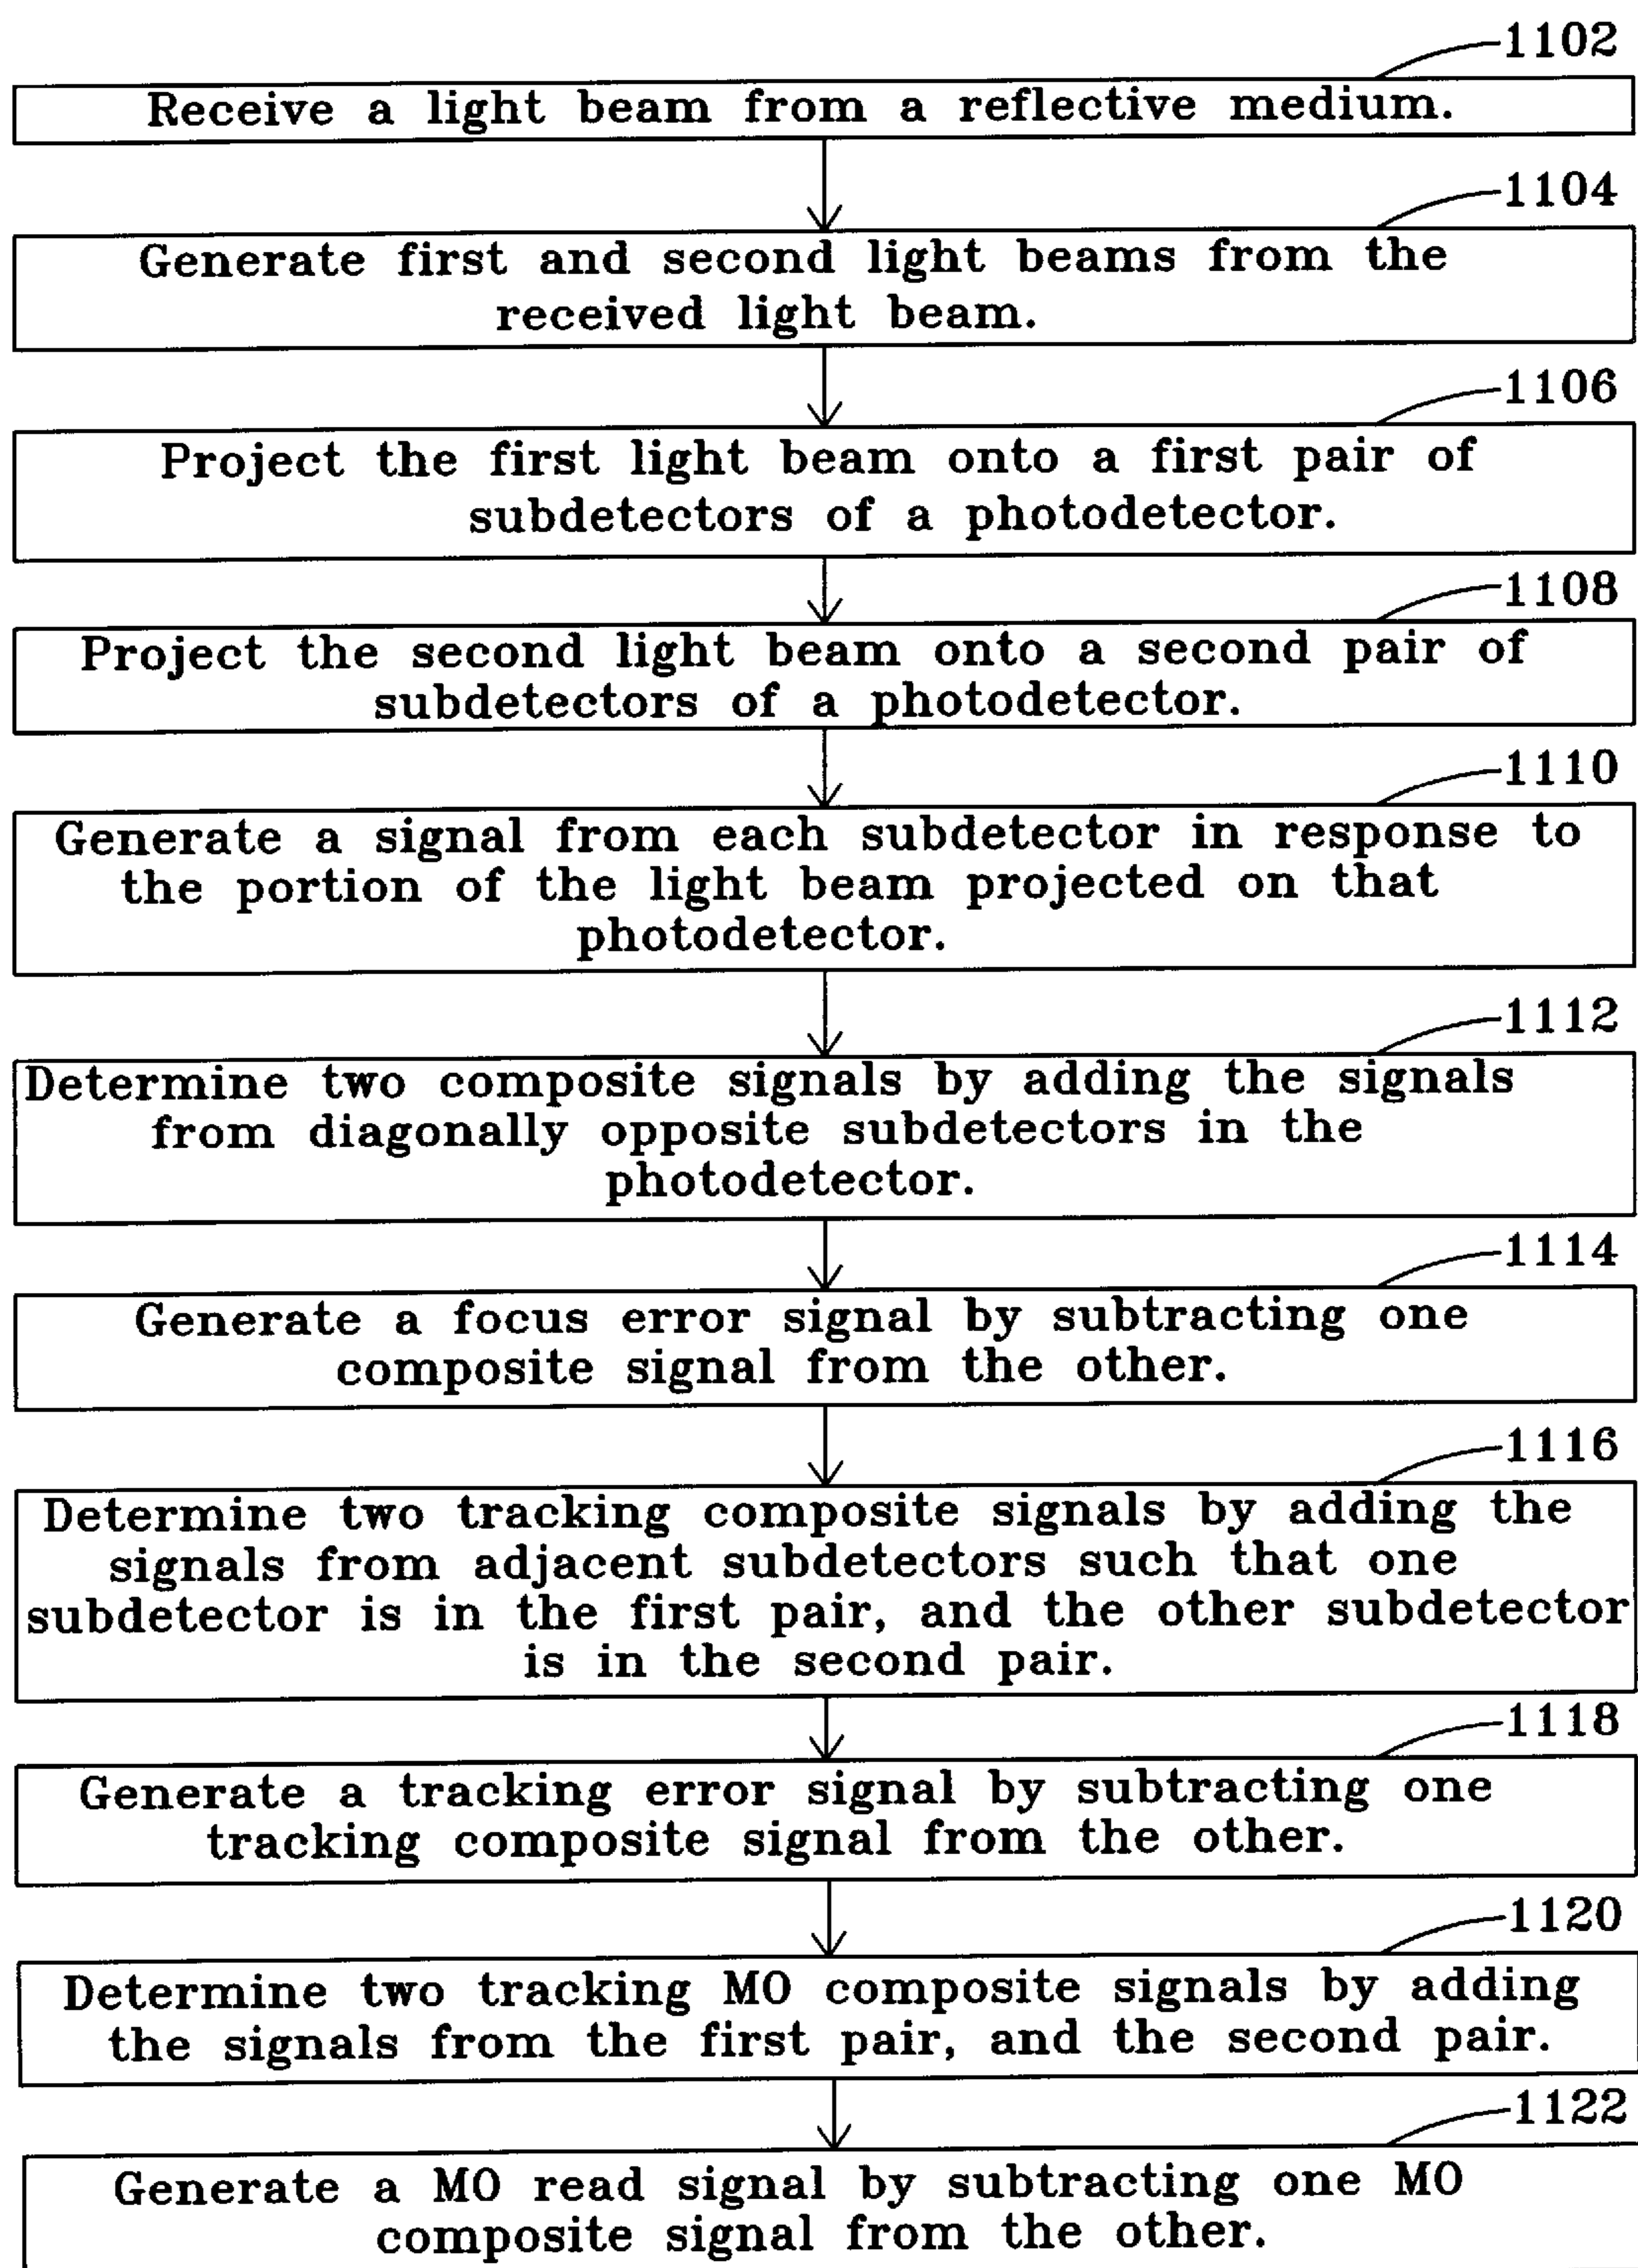 1102
Receive a light beam from a reflective medium.
1104
Generate first and second light beams from the
received light beam.
1106
Project the first light beam onto a first pair of
subdetectors of a photodetector.
1108
Project the second light beam onto a second pair of
subdetectors of a photodetector.
1110
Generate a signal from each subdetector in response to
the portion of the light beam projected on that
photodetector.
1112
Determine two composite signals by adding the signals
from diagonally opposite subdetectors in the
photodetector.
1114
Generate a focus error signal by subtracting one
composite signal from the other.
1116
Determine two tracking composite signals by adding the
signals from adjacent subdetectors such that one
subdetector is in the first pair, and the other subdetector
is in the second pair.
1118
Generate a tracking error signal by subtracting one
tracking composite signal from the other.
1120
Determine two tracking MO composite signals by adding
the signals from the first pair, and the second pair.
1122
Generate a MO read signal by subtracting one MO
composite signal from the other.